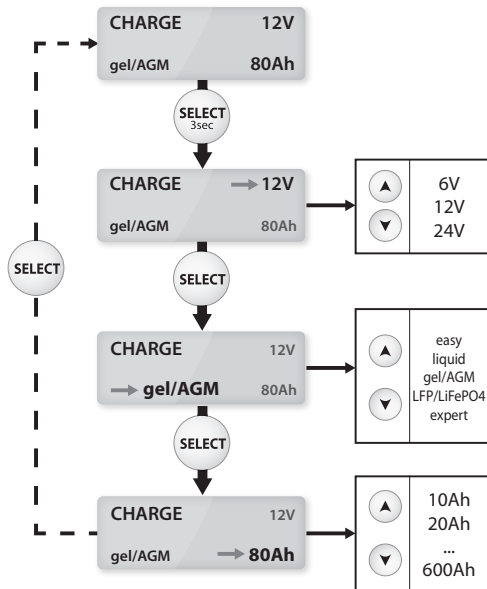 CHARGE 12V
gel/AGM 80Ah
SELECT
3sec
CHARGE 12V
gel/AGM 80Ah
6V
12V
24V
SELECT
SELECT
CHARGE 12V
gel/AGM 80Ah
easy
liquid
gel/AGM
LFP/LiFePO4
expert
SELECT
CHARGE 12V
gel/AGM 80Ah
10Ah
20Ah
...
600Ah